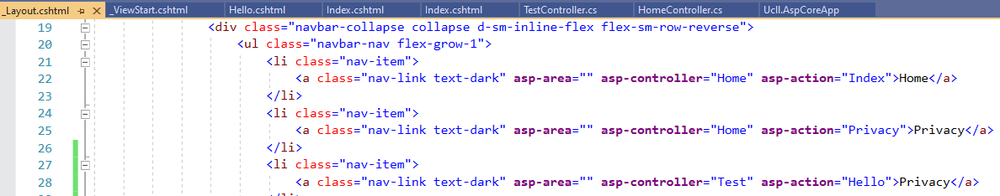 _Layout.cshtml _ViewStart.cshtml Hello.cshtml Index.cshtml Index.cshtml TestController.cs HomeController.cs Ucll.AspCoreApp
19 <div class="navbar-collapse collapse d-sm-inline-flex flex-sm-row-reverse">
20 <ul class="navbar-nav flex-grow-1">
21 <li class="nav-item">
22 <a class="nav-link text-dark" asp-area="" asp-controller="Home" asp-action="Index">Home</a>
23 </li>
24 <li class="nav-item">
25 <a class="nav-link text-dark" asp-area="" asp-controller="Home" asp-action="Privacy">Privacy</a>
26 </li>
27 <li class="nav-item">
28 <a class="nav-link text-dark" asp-area="" asp-controller="Test" asp-action="Hello">Privacy</a>